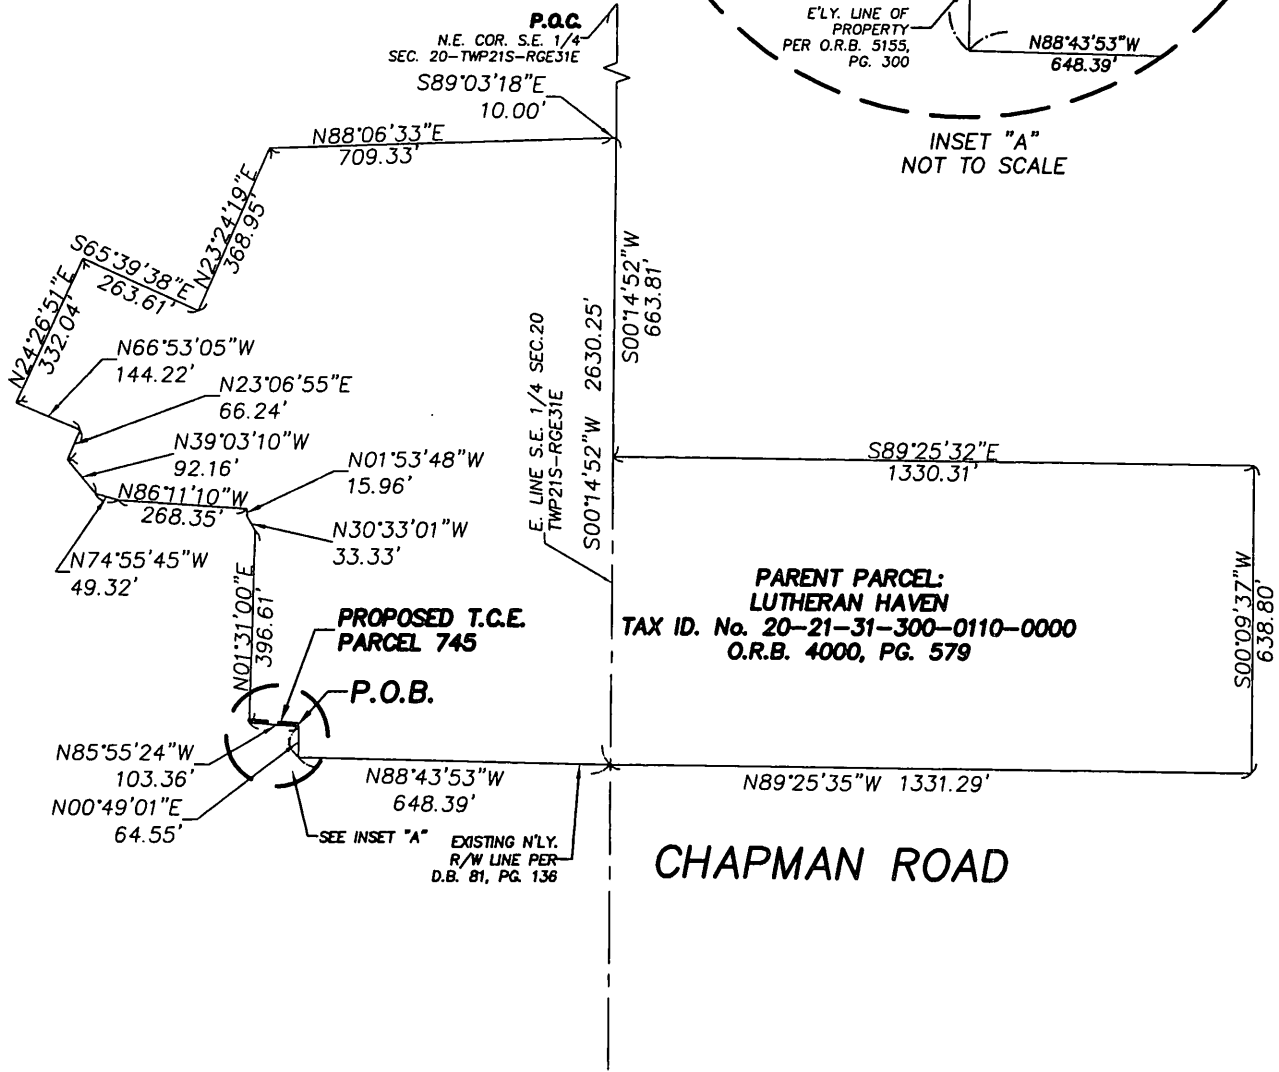 P.O.C.
N.E. COR. S.E. 1/4
SEC. 20-TWP21S-RGE31E
S89°03'18"E
10.00'
E'LY. LINE OF
PROPERTY
PER O.R.B. 5155,
PG. 300
N88°43'53"W
648.39'
INSET "A"
NOT TO SCALE
N88°06'33"E
709.33'
N23°24'19"E
368.95'
S65°39'38"E
263.61'
N24°26'51"E
332.04'
N66°53'05"W
144.22'
N23°06'55"E
66.24'
N39°03'10"W
92.16'
N01°53'48"W
15.96'
N86°11'10"W
268.35'
N30°33'01"W
33.33'
N74°55'45"W
49.32'
N01°31'00"E
396.61'
S00°14'52"W
663.81'
S00°14'52"W 2630.25'
E. LINE S.E. 1/4 SEC.20
TWP21S-RGE31E
S89°25'32"E
1330.31'
S00°09'37"W
638.80'
PARENT PARCEL:
LUTHERAN HAVEN
TAX ID. No. 20-21-31-300-0110-0000
O.R.B. 4000, PG. 579
PROPOSED T.C.E.
PARCEL 745
P.O.B.
N85°55'24"W
103.36'
N00°49'01"E
64.55'
N88°43'53"W
648.39'
N89°25'35"W 1331.29'
SEE INSET "A"
EXISTING N'LY.
R/W LINE PER
D.B. 81, PG. 136
CHAPMAN ROAD